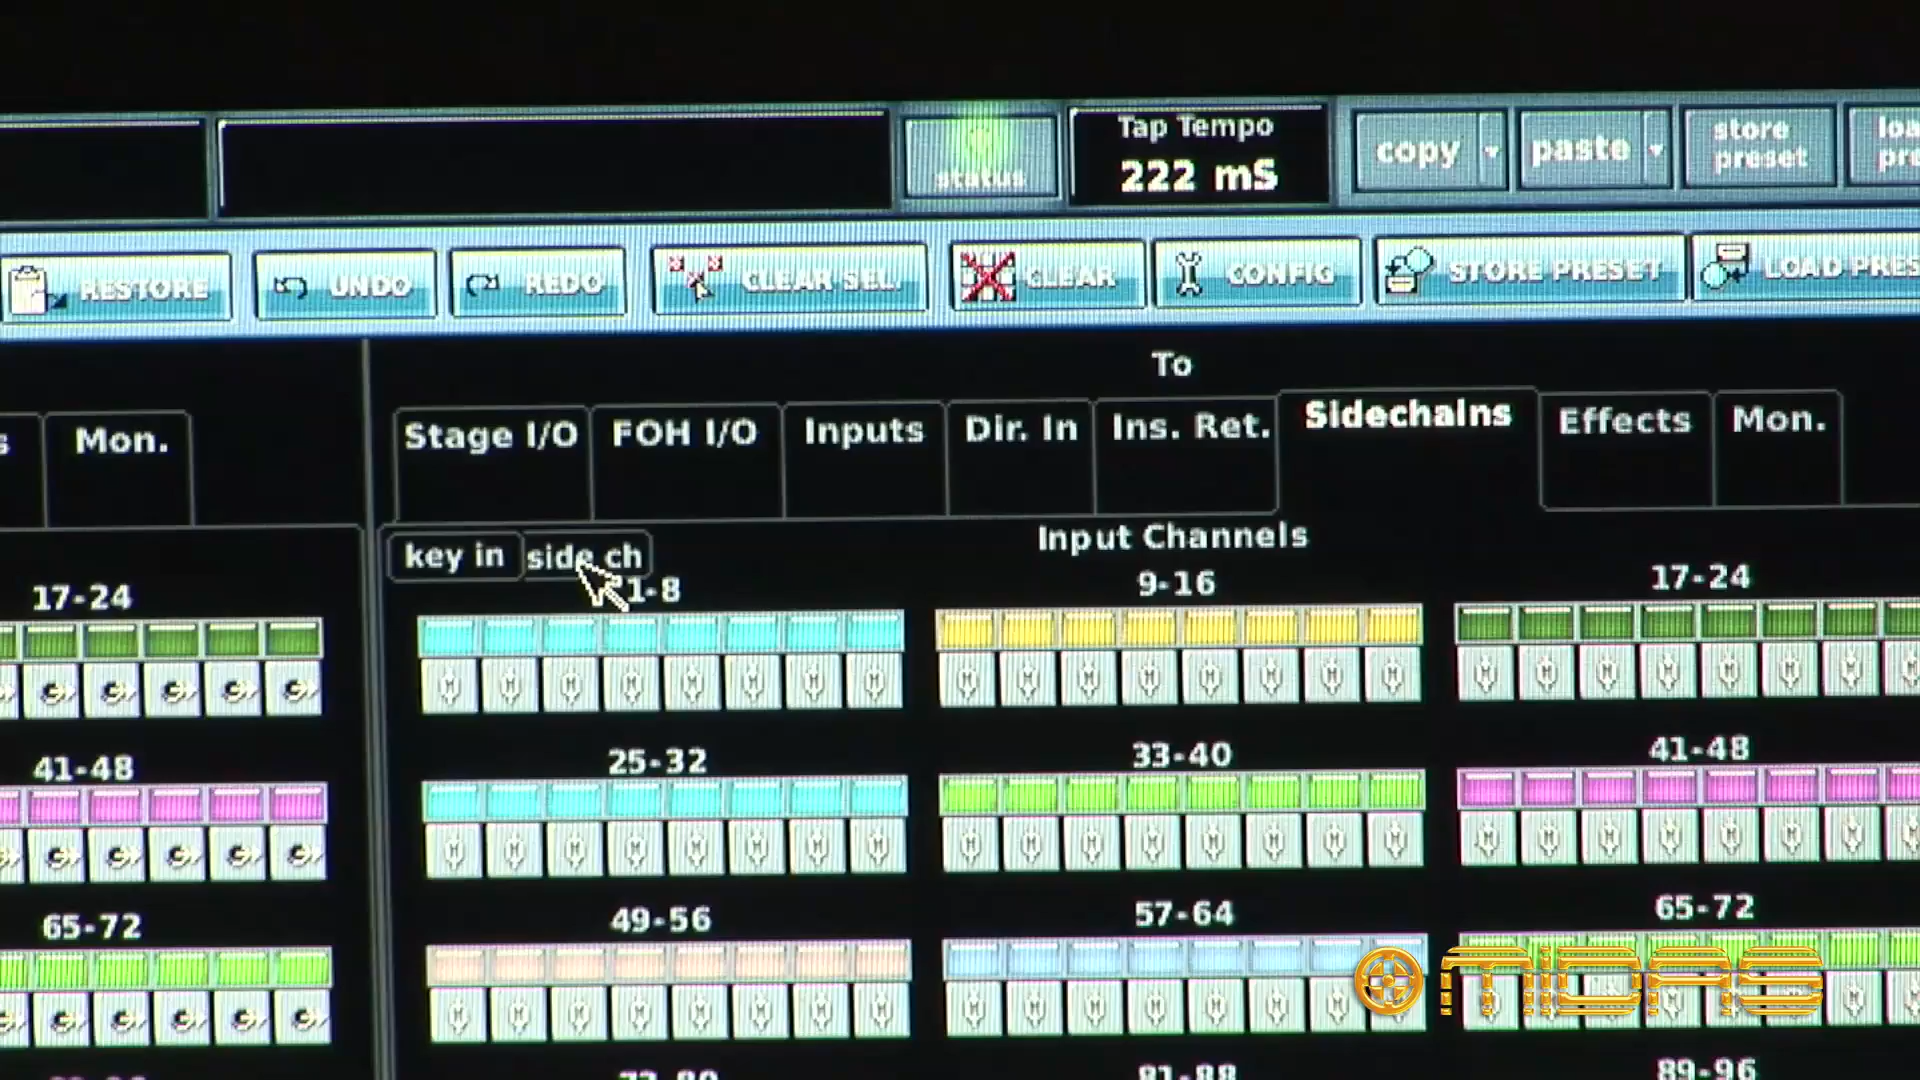 status
Tap Tempo
222 mS
copy
paste
store
preset
RESTORE
UNDO
REDO
CLEAR SEL.
CLEAR
CONFIG
STORE PRESET
LOAD
To
Mon.
Stage I/O
FOH I/O
Inputs
Dir. In
Ins. Ret.
Sidechains
Effects
Mon.
key in
side ch
Input Channels
17-24
1-8
9-16
17-24
41-48
25-32
33-40
41-48
65-72
49-56
57-64
65-72
81-88
89-96
MIDAS